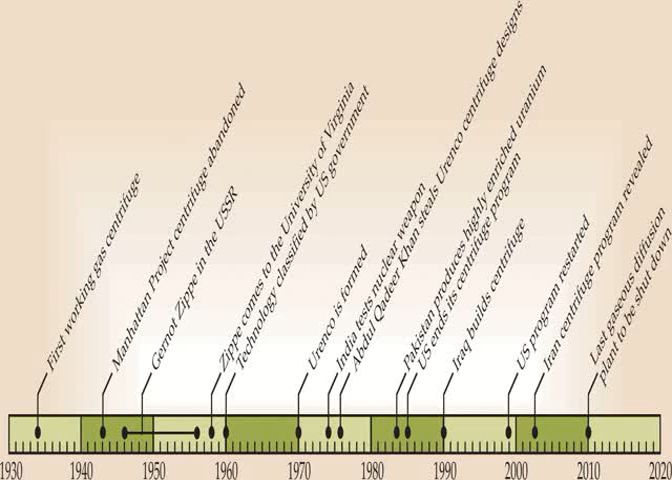 First working gas centrifuge
Manhattan Project centrifuge abandoned
Gernot Zippe in the USSR
Zippe comes to the University of Virginia
Technology classified by US government
Urenco is formed
India tests nuclear weapon
Abdul Qadeer Khan steals Urenco centrifuge designs
Pakistan produces highly enriched uranium
US ends its centrifuge program
Iraq builds centrifuge
US program restarted
Iran centrifuge program revealed
Last gaseous diffusion
plant to be shut down
1930 1940 1950 1960 1970 1980 1990 2000 2010 2020